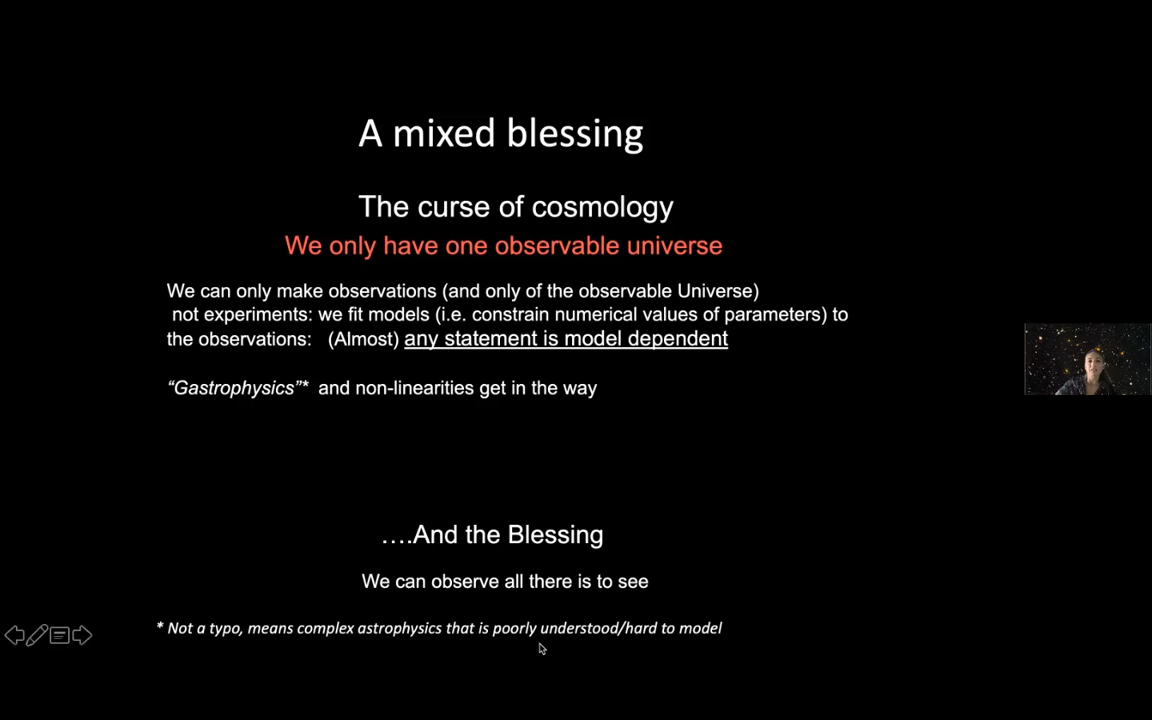 A mixed blessing
The curse of cosmology
We only have one observable universe
We can only make observations (and only of the observable Universe)
not experiments: we fit models (i.e. constrain numerical values of parameters) to
the observations: (Almost) any statement is model dependent
“Gastrophysics”* and non-linearities get in the way
….And the Blessing
We can observe all there is to see
* Not a typo, means complex astrophysics that is poorly understood/hard to model